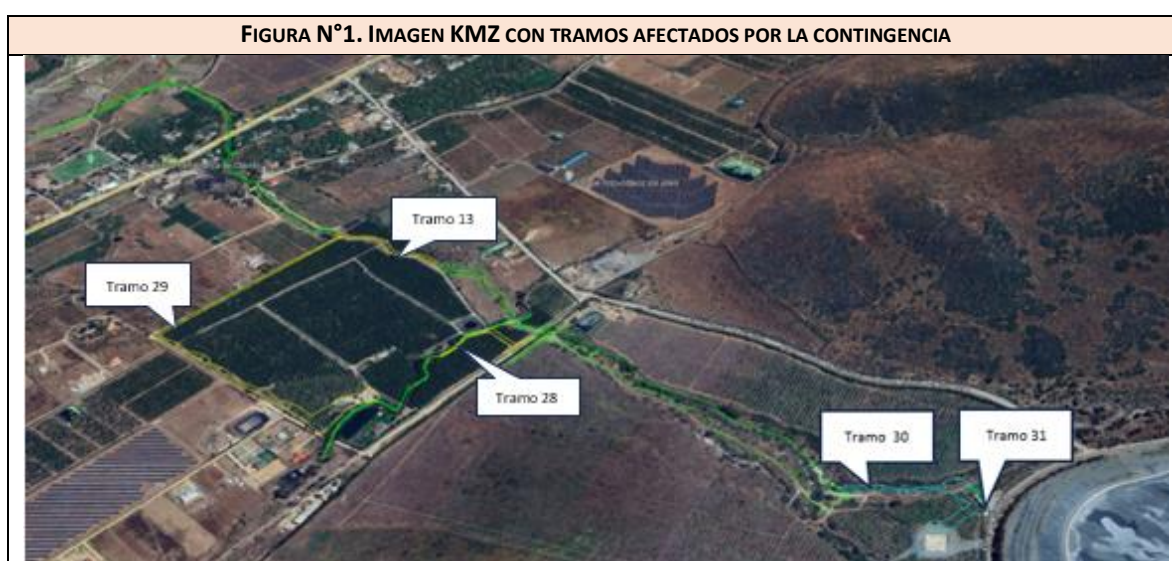 FIGURA N°1. IMAGEN KMZ CON TRAMOS AFECTADOS POR LA CONTINGENCIA
Tramo 13
Tramo 29
Tramo 28
Tramo 30
Tramo 31